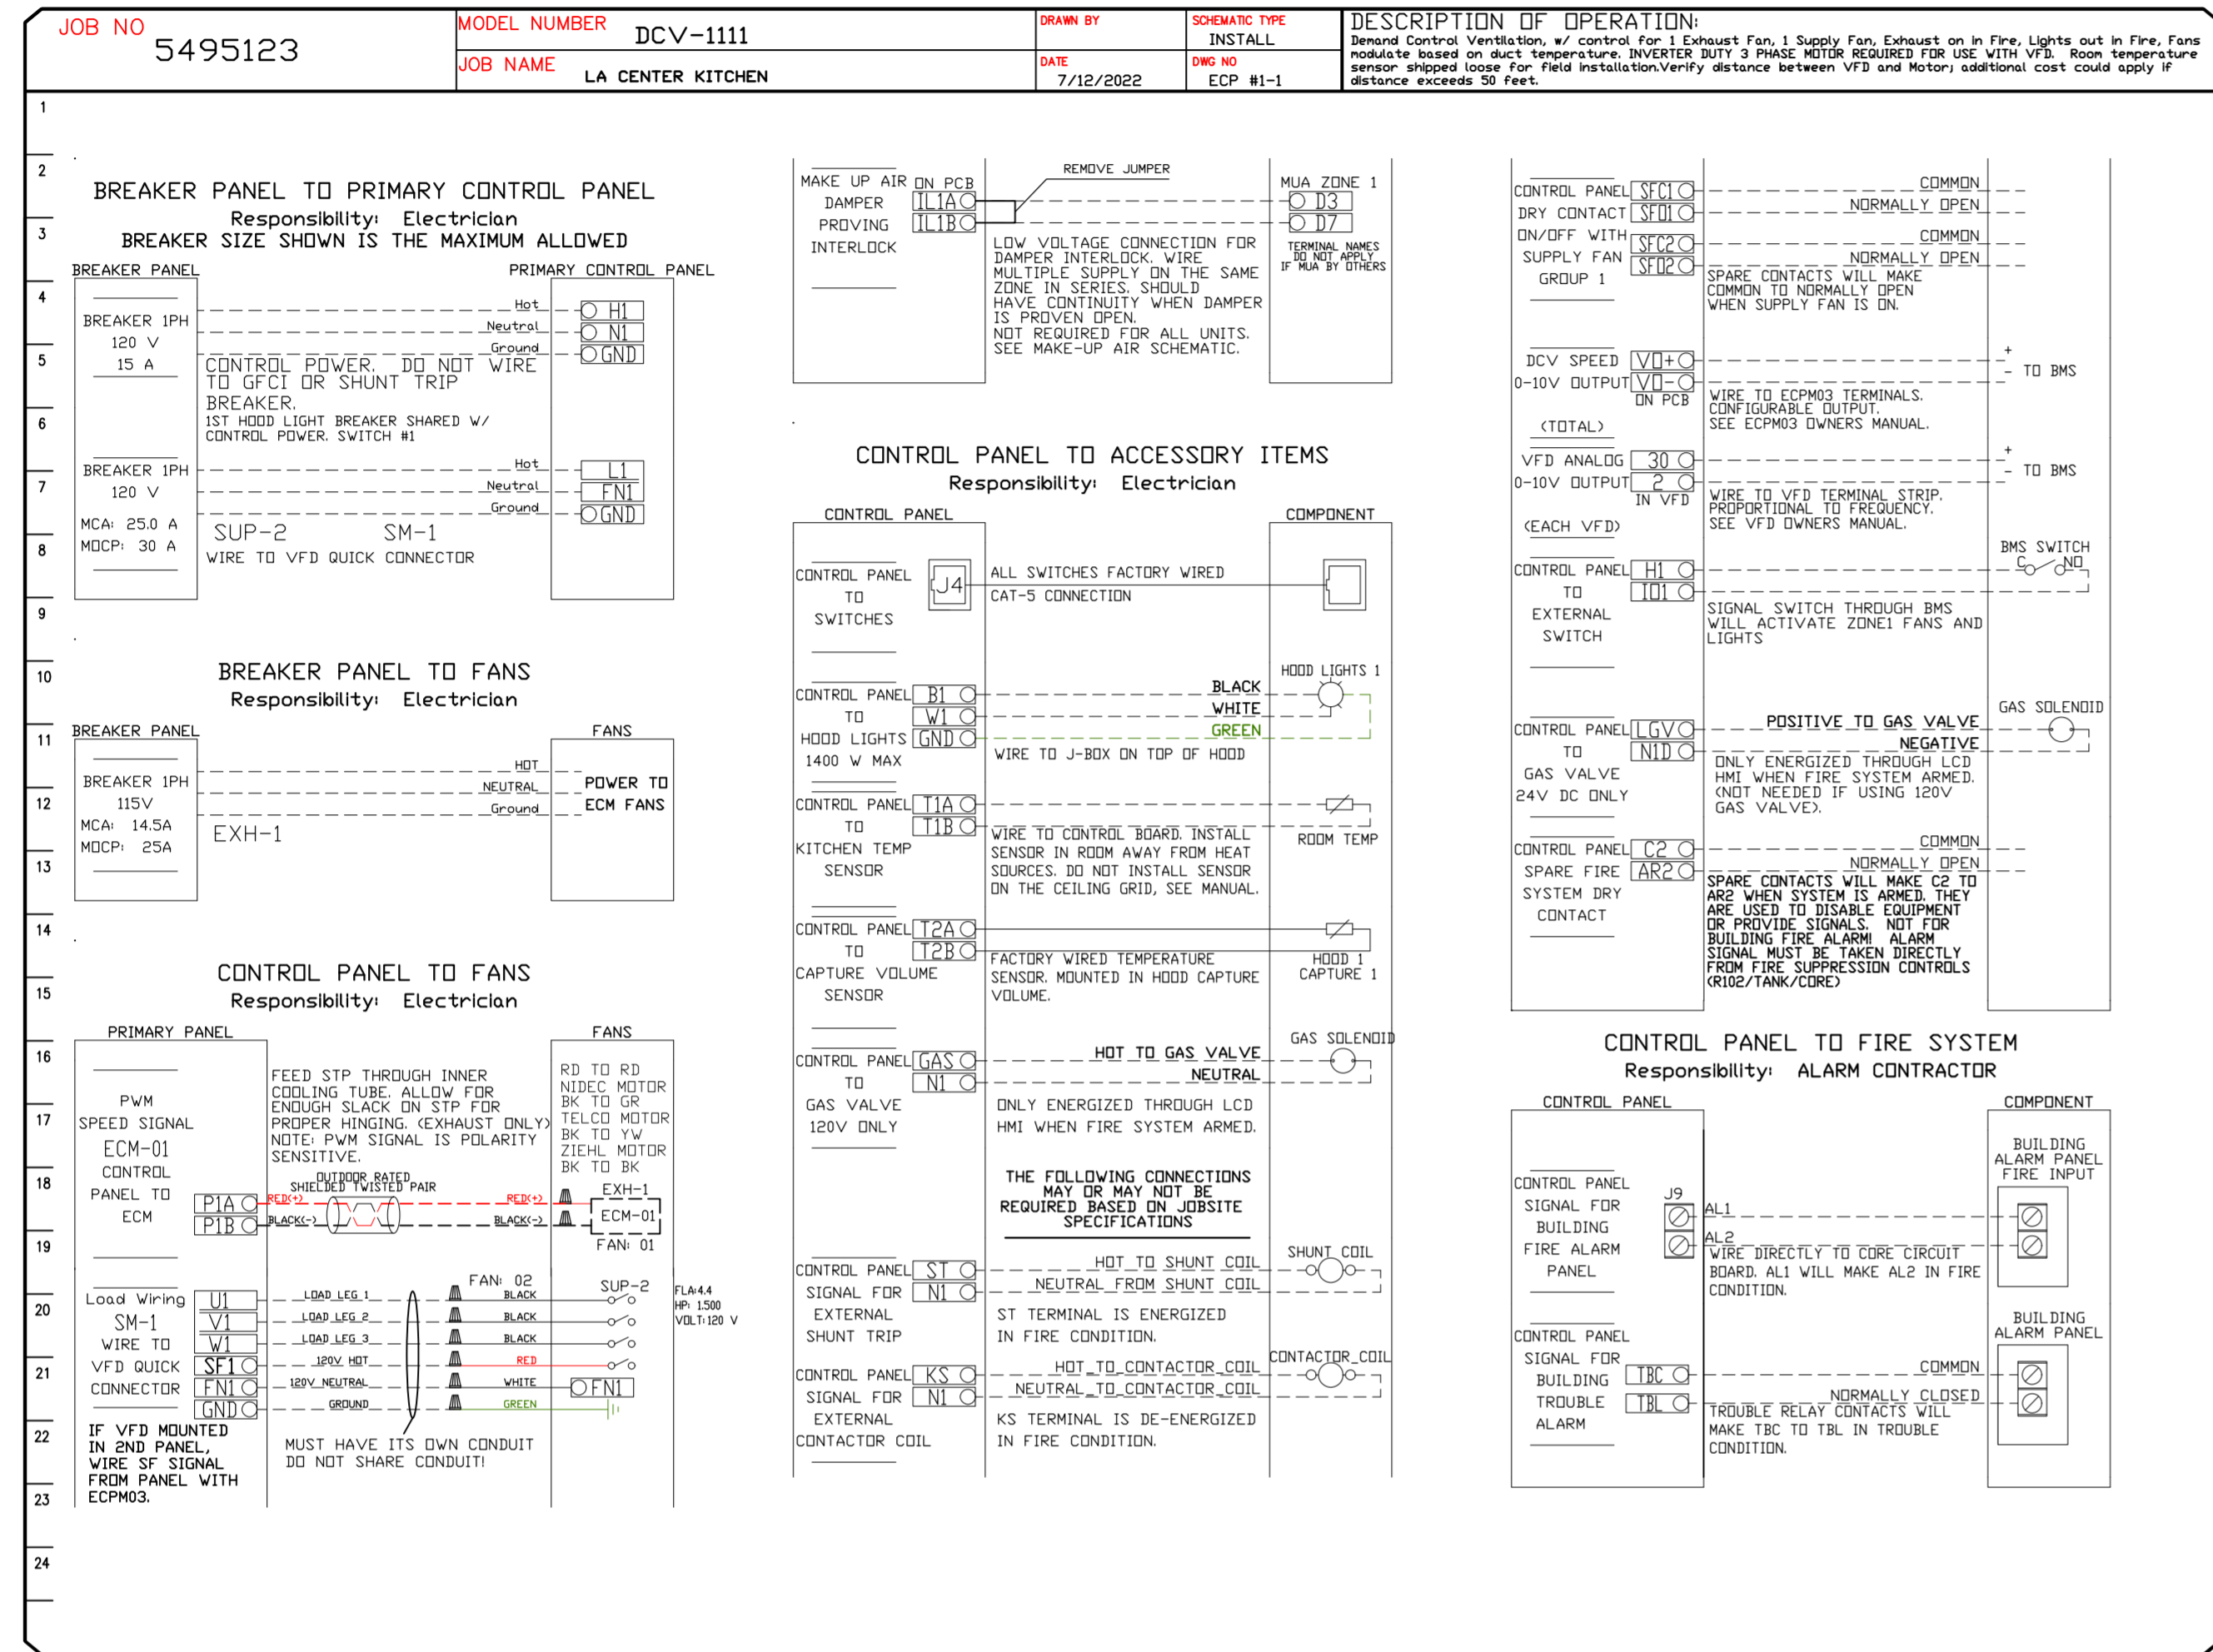 JOB NO
5495123
MODEL NUMBER DCV-1111
JOB NAME LA CENTER KITCHEN
DRAWN BY
DATE
7/12/2022
SCHEMATIC TYPE
INSTALL
DWG NO
ECP #1-1
DESCRIPTION OF OPERATION:
Demand Control Ventilation, w/ control for 1 Exhaust Fan, 1 Supply Fan, Exhaust on in Fire, Lights out in Fire, Fans
modulate based on duct temperature. INVERTER DUTY 3 PHASE MOTOR REQUIRED FOR USE WITH VFD. Room temperature
sensor shipped loose for field installation.Verify distance between VFD and Motor; additional cost could apply if
distance exceeds 50 feet.
1
2
3
4
5
6
7
8
9
10
11
12
13
14
15
16
17
18
19
20
21
22
23
24
BREAKER PANEL TO PRIMARY CONTROL PANEL
Responsibility: Electrician
BREAKER SIZE SHOWN IS THE MAXIMUM ALLOWED
BREAKER PANEL
PRIMARY CONTROL PANEL
BREAKER 1PH
120 V
15 A
Hot
H1
Neutral
N1
Ground
GND
CONTROL POWER. DO NOT WIRE
TO GFCI OR SHUNT TRIP
BREAKER.
1ST HOOD LIGHT BREAKER SHARED W/
CONTROL POWER. SWITCH #1
BREAKER 1PH
120 V
MCA: 25.0 A
MOCP: 30 A
Hot
L1
Neutral
FN1
Ground
GND
SUP-2 SM-1
WIRE TO VFD QUICK CONNECTOR
BREAKER PANEL TO FANS
Responsibility: Electrician
BREAKER PANEL
FANS
BREAKER 1PH
115V
MCA: 14.5A
MOCP: 25A
HOT
NEUTRAL
Ground
EXH-1
POWER TO
ECM FANS
CONTROL PANEL TO FANS
Responsibility: Electrician
PRIMARY PANEL
FANS
PWM
SPEED SIGNAL
ECM-01
CONTROL
PANEL TO
ECM
P1A
P1B
FEED STP THROUGH INNER
COOLING TUBE. ALLOW FOR
ENOUGH SLACK ON STP FOR
PROPER HINGING. (EXHAUST ONLY)
NOTE: PWM SIGNAL IS POLARITY
SENSITIVE.
OUTDOOR RATED
SHIELDED TWISTED PAIR
RED(+)
RED(+)
BLACK(-)
BLACK(-)
RD TO RD
NIDEC MOTOR
BK TO GR
TELCO MOTOR
BK TO YW
ZIEHL MOTOR
BK TO BK
EXH-1
ECM-01
FAN: 01
Load Wiring
SM-1
WIRE TO
VFD QUICK
CONNECTOR
U1
V1
W1
SF1
FN1
GND
LOAD LEG 1
LOAD LEG 2
LOAD LEG 3
120V HOT
120V NEUTRAL
GROUND
FAN: 02
BLACK
BLACK
BLACK
RED
WHITE
GREEN
SUP-2
FN1
FLA:4.4
HP: 1.500
VOLT:120 V
IF VFD MOUNTED
IN 2ND PANEL,
WIRE SF SIGNAL
FROM PANEL WITH
ECPM03.
MUST HAVE ITS OWN CONDUIT
DO NOT SHARE CONDUIT!
MAKE UP AIR
DAMPER
PROVING
INTERLOCK
ON PCB
IL1A
IL1B
REMOVE JUMPER
MUA ZONE 1
D3
D7
TERMINAL NAMES
DO NOT APPLY
IF MUA BY OTHERS
LOW VOLTAGE CONNECTION FOR
DAMPER INTERLOCK. WIRE
MULTIPLE SUPPLY ON THE SAME
ZONE IN SERIES. SHOULD
HAVE CONTINUITY WHEN DAMPER
IS PROVEN OPEN.
NOT REQUIRED FOR ALL UNITS.
SEE MAKE-UP AIR SCHEMATIC.
CONTROL PANEL TO ACCESSORY ITEMS
Responsibility: Electrician
CONTROL PANEL
COMPONENT
CONTROL PANEL
TO
SWITCHES
J4
ALL SWITCHES FACTORY WIRED
CAT-5 CONNECTION
CONTROL PANEL
TO
HOOD LIGHTS
1400 W MAX
B1
W1
GND
BLACK
WHITE
GREEN
HOOD LIGHTS 1
WIRE TO J-BOX ON TOP OF HOOD
CONTROL PANEL
TO
KITCHEN TEMP
SENSOR
T1A
T1B
ROOM TEMP
WIRE TO CONTROL BOARD. INSTALL
SENSOR IN ROOM AWAY FROM HEAT
SOURCES. DO NOT INSTALL SENSOR
ON THE CEILING GRID, SEE MANUAL.
CONTROL PANEL
TO
CAPTURE VOLUME
SENSOR
T2A
T2B
HOOD 1
CAPTURE 1
FACTORY WIRED TEMPERATURE
SENSOR. MOUNTED IN HOOD CAPTURE
VOLUME.
CONTROL PANEL
TO
GAS VALVE
120V ONLY
GAS
N1
HOT TO GAS VALVE
NEUTRAL
GAS SOLENOID
ONLY ENERGIZED THROUGH LCD
HMI WHEN FIRE SYSTEM ARMED.
THE FOLLOWING CONNECTIONS
MAY OR MAY NOT BE
REQUIRED BASED ON JOBSITE
SPECIFICATIONS
CONTROL PANEL
SIGNAL FOR
EXTERNAL
SHUNT TRIP
ST
N1
HOT TO SHUNT COIL
NEUTRAL FROM SHUNT COIL
SHUNT COIL
ST TERMINAL IS ENERGIZED
IN FIRE CONDITION.
CONTROL PANEL
SIGNAL FOR
EXTERNAL
CONTACTOR COIL
KS
N1
HOT TO CONTACTOR COIL
NEUTRAL TO CONTACTOR COIL
CONTACTOR COIL
KS TERMINAL IS DE-ENERGIZED
IN FIRE CONDITION.
CONTROL PANEL
DRY CONTACT
ON/OFF WITH
SUPPLY FAN
GROUP 1
SFC1
SFO1
SFC2
SFO2
COMMON
NORMALLY OPEN
COMMON
NORMALLY OPEN
SPARE CONTACTS WILL MAKE
COMMON TO NORMALLY OPEN
WHEN SUPPLY FAN IS ON.
DCV SPEED
0-10V OUTPUT
(TOTAL)
VO+
VO-
ON PCB
+
- TO BMS
WIRE TO ECPM03 TERMINALS.
CONFIGURABLE OUTPUT.
SEE ECPM03 OWNERS MANUAL.
VFD ANALOG
0-10V OUTPUT
(EACH VFD)
30
2
IN VFD
+
- TO BMS
WIRE TO VFD TERMINAL STRIP.
PROPORTIONAL TO FREQUENCY.
SEE VFD OWNERS MANUAL.
CONTROL PANEL
TO
EXTERNAL
SWITCH
H1
IO1
BMS SWITCH
C NO
SIGNAL SWITCH THROUGH BMS
WILL ACTIVATE ZONE1 FANS AND
LIGHTS
CONTROL PANEL
TO
GAS VALVE
24V DC ONLY
LGV
N1D
POSITIVE TO GAS VALVE
NEGATIVE
GAS SOLENOID
ONLY ENERGIZED THROUGH LCD
HMI WHEN FIRE SYSTEM ARMED.
(NOT NEEDED IF USING 120V
GAS VALVE).
CONTROL PANEL
SPARE FIRE
SYSTEM DRY
CONTACT
C2
AR2
COMMON
NORMALLY OPEN
SPARE CONTACTS WILL MAKE C2 TO
AR2 WHEN SYSTEM IS ARMED. THEY
ARE USED TO DISABLE EQUIPMENT
OR PROVIDE SIGNALS. NOT FOR
BUILDING FIRE ALARM! ALARM
SIGNAL MUST BE TAKEN DIRECTLY
FROM FIRE SUPPRESSION CONTROLS
(R102/TANK/CORE)
CONTROL PANEL TO FIRE SYSTEM
Responsibility: ALARM CONTRACTOR
CONTROL PANEL
COMPONENT
CONTROL PANEL
SIGNAL FOR
BUILDING
FIRE ALARM
PANEL
J9
AL1
AL2
BUILDING
ALARM PANEL
FIRE INPUT
WIRE DIRECTLY TO CORE CIRCUIT
BOARD. AL1 WILL MAKE AL2 IN FIRE
CONDITION.
CONTROL PANEL
SIGNAL FOR
BUILDING
TROUBLE
ALARM
TBC
TBL
COMMON
NORMALLY CLOSED
BUILDING
ALARM PANEL
TROUBLE RELAY CONTACTS WILL
MAKE TBC TO TBL IN TROUBLE
CONDITION.